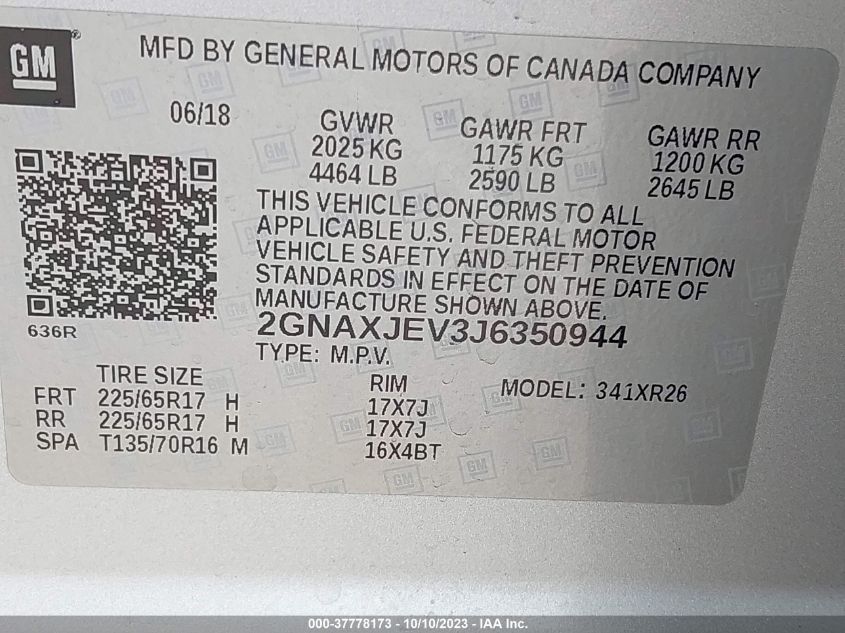 GM
MFD BY GENERAL MOTORS OF CANADA COMPANY
06/18
GVWR GAWR FRT GAWR RR
2025 KG 1175 KG 1200 KG
4464 LB 2590 LB 2645 LB
THIS VEHICLE CONFORMS TO ALL
APPLICABLE U.S. FEDERAL MOTOR
VEHICLE SAFETY AND THEFT PREVENTION
STANDARDS IN EFFECT ON THE DATE OF
MANUFACTURE SHOWN ABOVE.
636R
2GNAXJEV3J6350944
TYPE: M.P.V.
TIRE SIZE RIM MODEL: 341XR26
FRT 225/65R17 H 17X7J
RR 225/65R17 H 17X7J
SPA T135/70R16 M 16X4BT
000-37778173 - 10/10/2023 - IAA Inc.